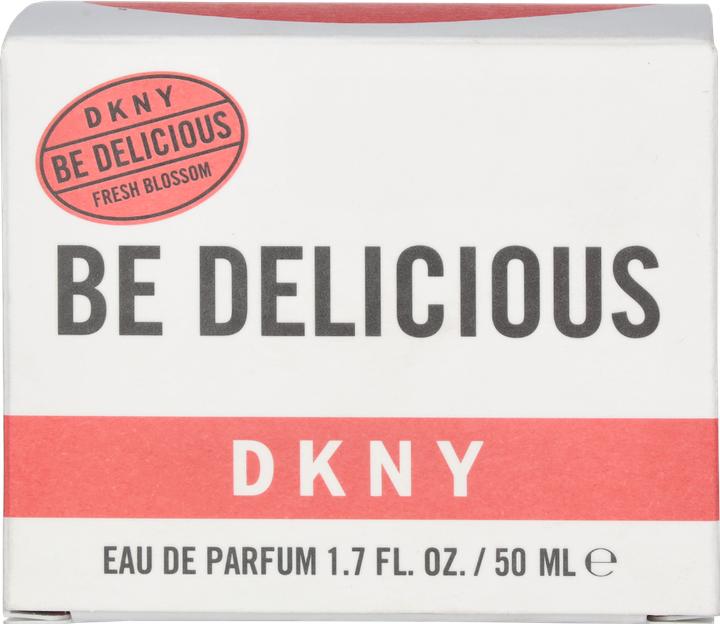 DKNY
BE DELICIOUS
FRESH BLOSSOM
BE DELICIOUS
DKNY
EAU DE PARFUM 1.7 FL. OZ. / 50 ML ℮